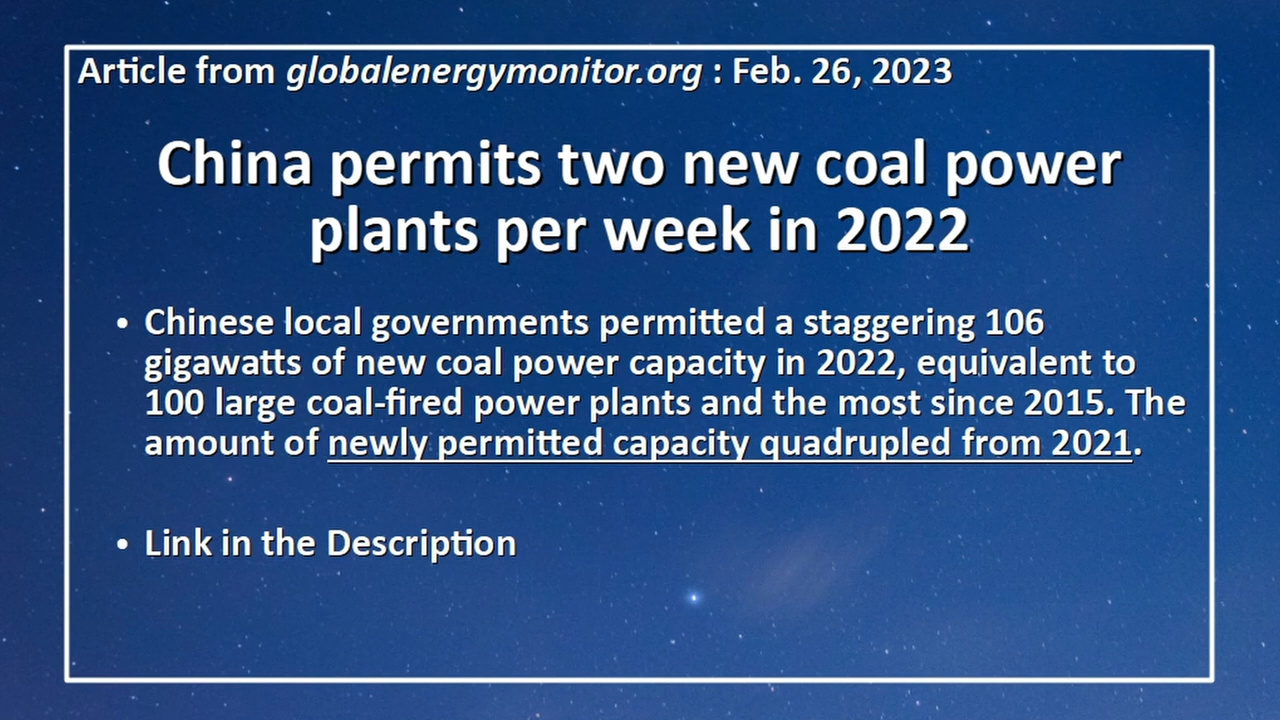 Article from globalenergymonitor.org : Feb. 26, 2023
China permits two new coal power
plants per week in 2022
• Chinese local governments permitted a staggering 106
gigawatts of new coal power capacity in 2022, equivalent to
100 large coal-fired power plants and the most since 2015. The
amount of newly permitted capacity quadrupled from 2021.
• Link in the Description